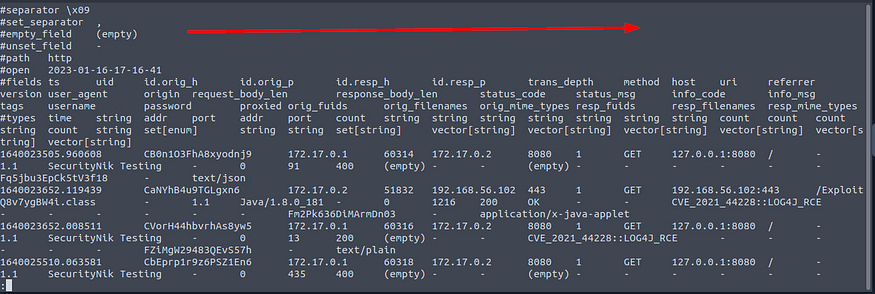 #separator \x09
#set_separator ,
#empty_field (empty)
#unset_field -
#path http
#open 2023-01-16-17-16-41
#fields ts uid id.orig_h id.orig_p id.resp_h id.resp_p trans_depth method host uri referrer
version user_agent origin request_body_len response_body_len status_code status_msg info_code info_msg
tags username password proxied orig_fuids orig_filenames orig_mime_types resp_fuids resp_filenames resp_mime_types
#types time string addr port addr port count string string string string
string string count count count string count string set[enum] string string set[string] vector[string] vector[string] vector[s
tring] vector[string]
1640023505.960608 CB0n1O3FhA8xyodnj9 172.17.0.1 60314 172.17.0.2 8080 1 GET 127.0.0.1:8080 / -
1.1 SecurityNik Testing - 0 91 400 (empty) - - (empty) - - - - -
Fq5jbu3EpCk5tV3f18 - text/json
1640023652.119439 CaNYhB4u9TGLgxn6 172.17.0.2 51832 192.168.56.102 443 1 GET 192.168.56.102:443 /Exploit
Q8v7ygBW4i.class - 1.1 Java/1.8.0_181 - 0 1216 200 OK - - CVE_2021_44228::LOG4J_RCE
- - - - - Fm2Pk636DiMArmDn03 - application/x-java-applet
1640023652.008511 CVorH44hbvrhAs8yw5 172.17.0.1 60316 172.17.0.2 8080 1 GET 127.0.0.1:8080 / -
1.1 SecurityNik Testing - 0 13 200 (empty) - - CVE_2021_44228::LOG4J_RCE - - -
- - FZiMgW29483QEvSS7h - text/plain
1640025510.063581 CbEprp1r9z6PSZ1En6 172.17.0.1 60318 172.17.0.2 8080 1 GET 127.0.0.1:8080 / -
1.1 SecurityNik Testing - 0 435 400 - - - (empty) - - - - -
: